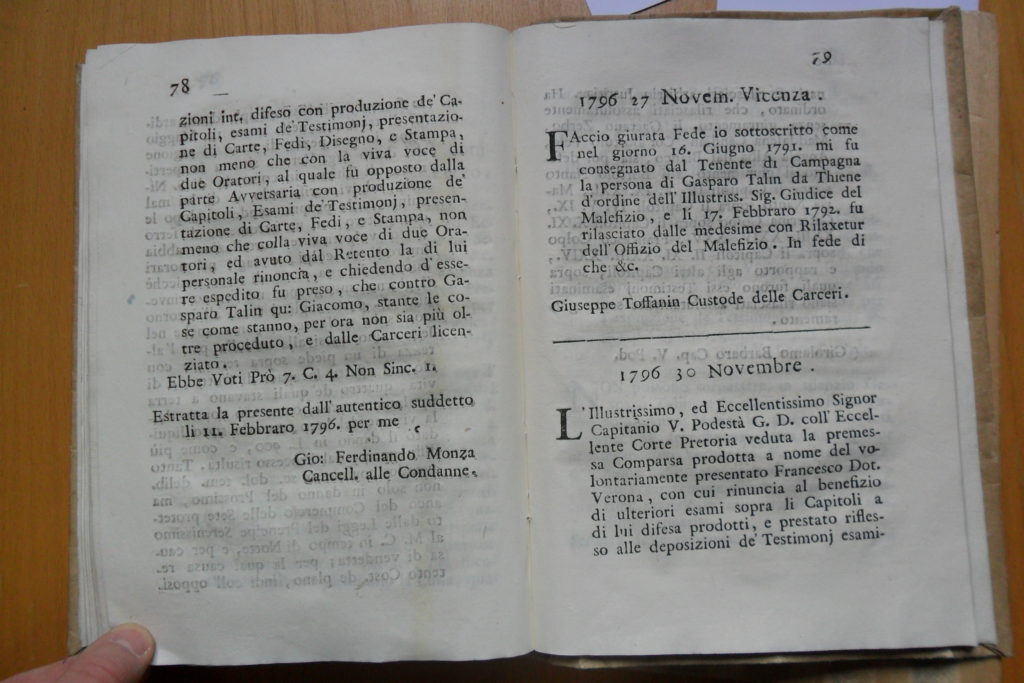 78
zioni int. difeso con produzione de' Ca-
pitoli, esami de' Testimonj, presentazio-
ne di Carte, Fedi, Disegno, e Stampa,
non meno che con la viva voce di
due Oratori, al quale fu opposto dalla
parte Avversaria con produzione de'
Capitoli, Esami de' Testimonj, presen-
tazione di Carte, Fedi, e Stampa, non
meno che colla viva voce di due Ora-
tori, ed avuto dal Retento la di lui
personale rinoncia, e chiedendo d'esse-
re espedito fu preso, che contro Ga-
sparo Talin qu: Giacomo, stante le co-
se come stanno, per ora non sia più ol-
tre proceduto, e dalle Carceri licen-
ziato.
Ebbe Voti Prò 7. C. 4. Non Sinc. 1.
Estratta la presente dall'autentico suddetto
li 11. Febbraro 1796. per me
Gio: Ferdinando Monza
Cancell. alle Condanne.
79
1796 27 Novem. Vicenza.
FAccio giurata Fede io sottoscritto come
nel giorno 16. Giugno 1791. mi fu
consegnato dal Tenente di Campagna
la persona di Gasparo Talin da Thiene
d'ordine dell'Illustriss. Sig. Giudice del
Malefizio, e li 17. Febbraro 1792. fu
rilasciato dalle medesime con Rilaxetur
dell'Offizio del Malefizio. In fede di
che &c.
Giuseppe Toffanin Custode delle Carceri.
1796 30 Novembre.
L'Illustrissimo, ed Eccellentissimo Signor
Capitanio V. Podestà G. D. coll'Eccel-
lente Corte Pretoria veduta la premes-
sa Comparsa prodotta a nome del vo-
lontariamente presentato Francesco Dot.
Verona, con cui rinuncia al benefizio
di ulteriori esami sopra li Capitoli a
di lui difesa prodotti, e prestato rifles-
so alle deposizioni de' Testimonj esami-